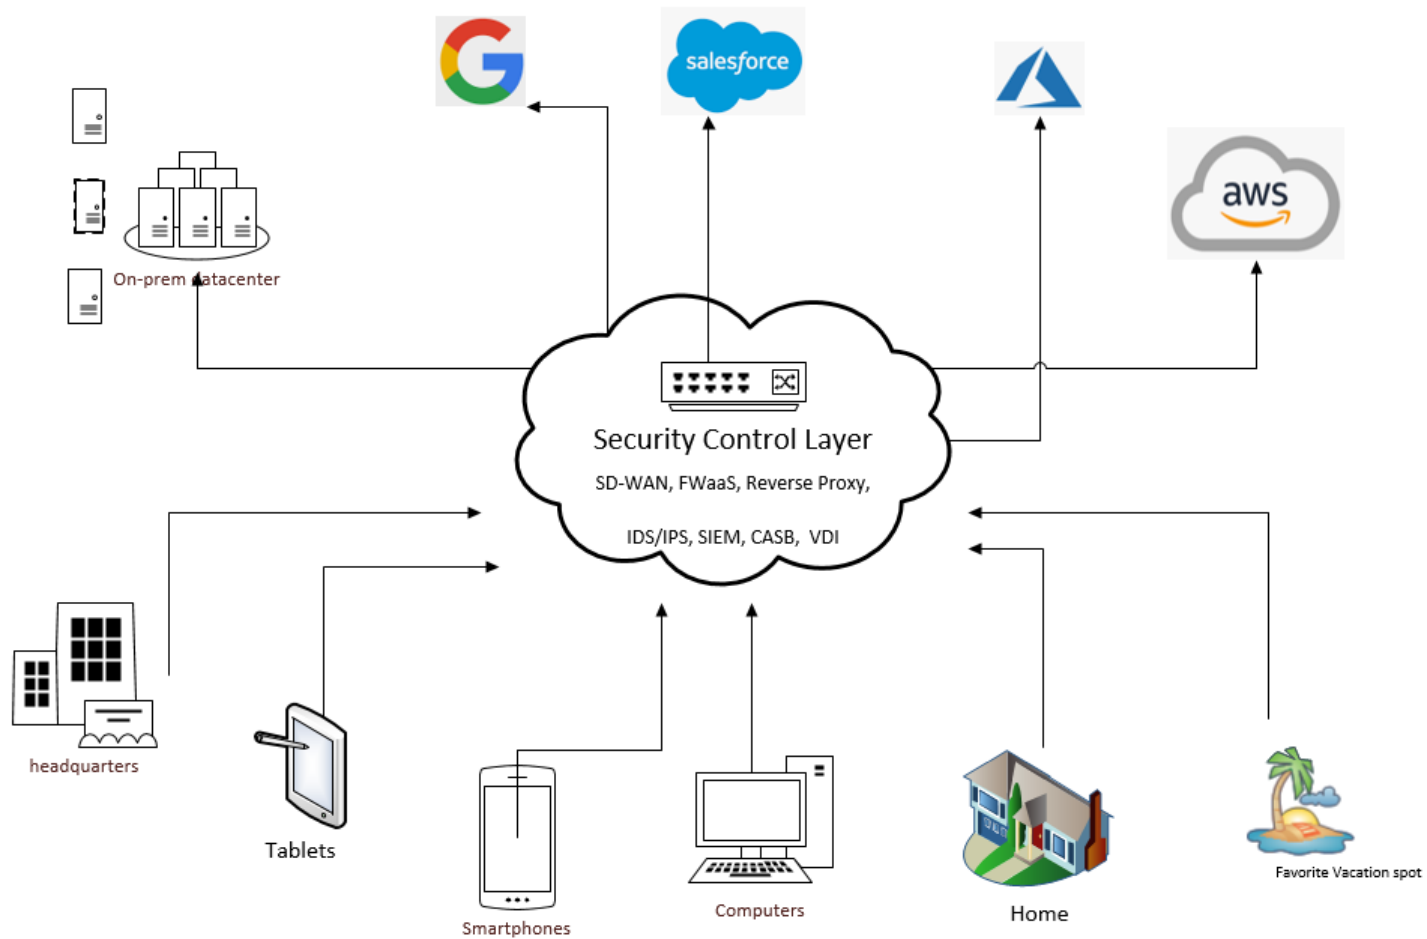 G
salesforce
aws
On-prem datacenter
Security Control Layer
SD-WAN, FWaaS, Reverse Proxy,
IDS/IPS, SIEM, CASB, VDI
headquarters
Tablets
Smartphones
Computers
Home
Favorite Vacation spot